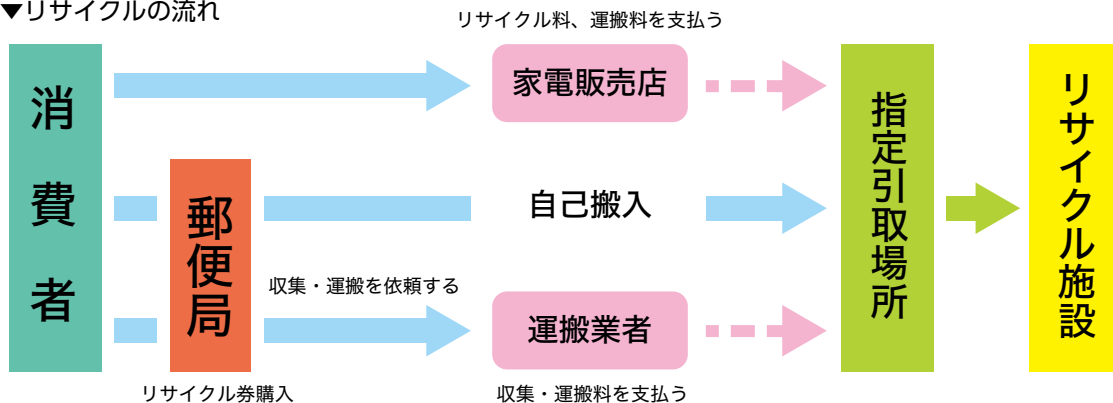 ▼リサイクルの流れ
リサイクル料、運搬料を支払う
消費者
家電販売店
指定引取場所
リサイクル施設
郵便局
自己搬入
収集・運搬を依頼する
運搬業者
リサイクル券購入
収集・運搬料を支払う